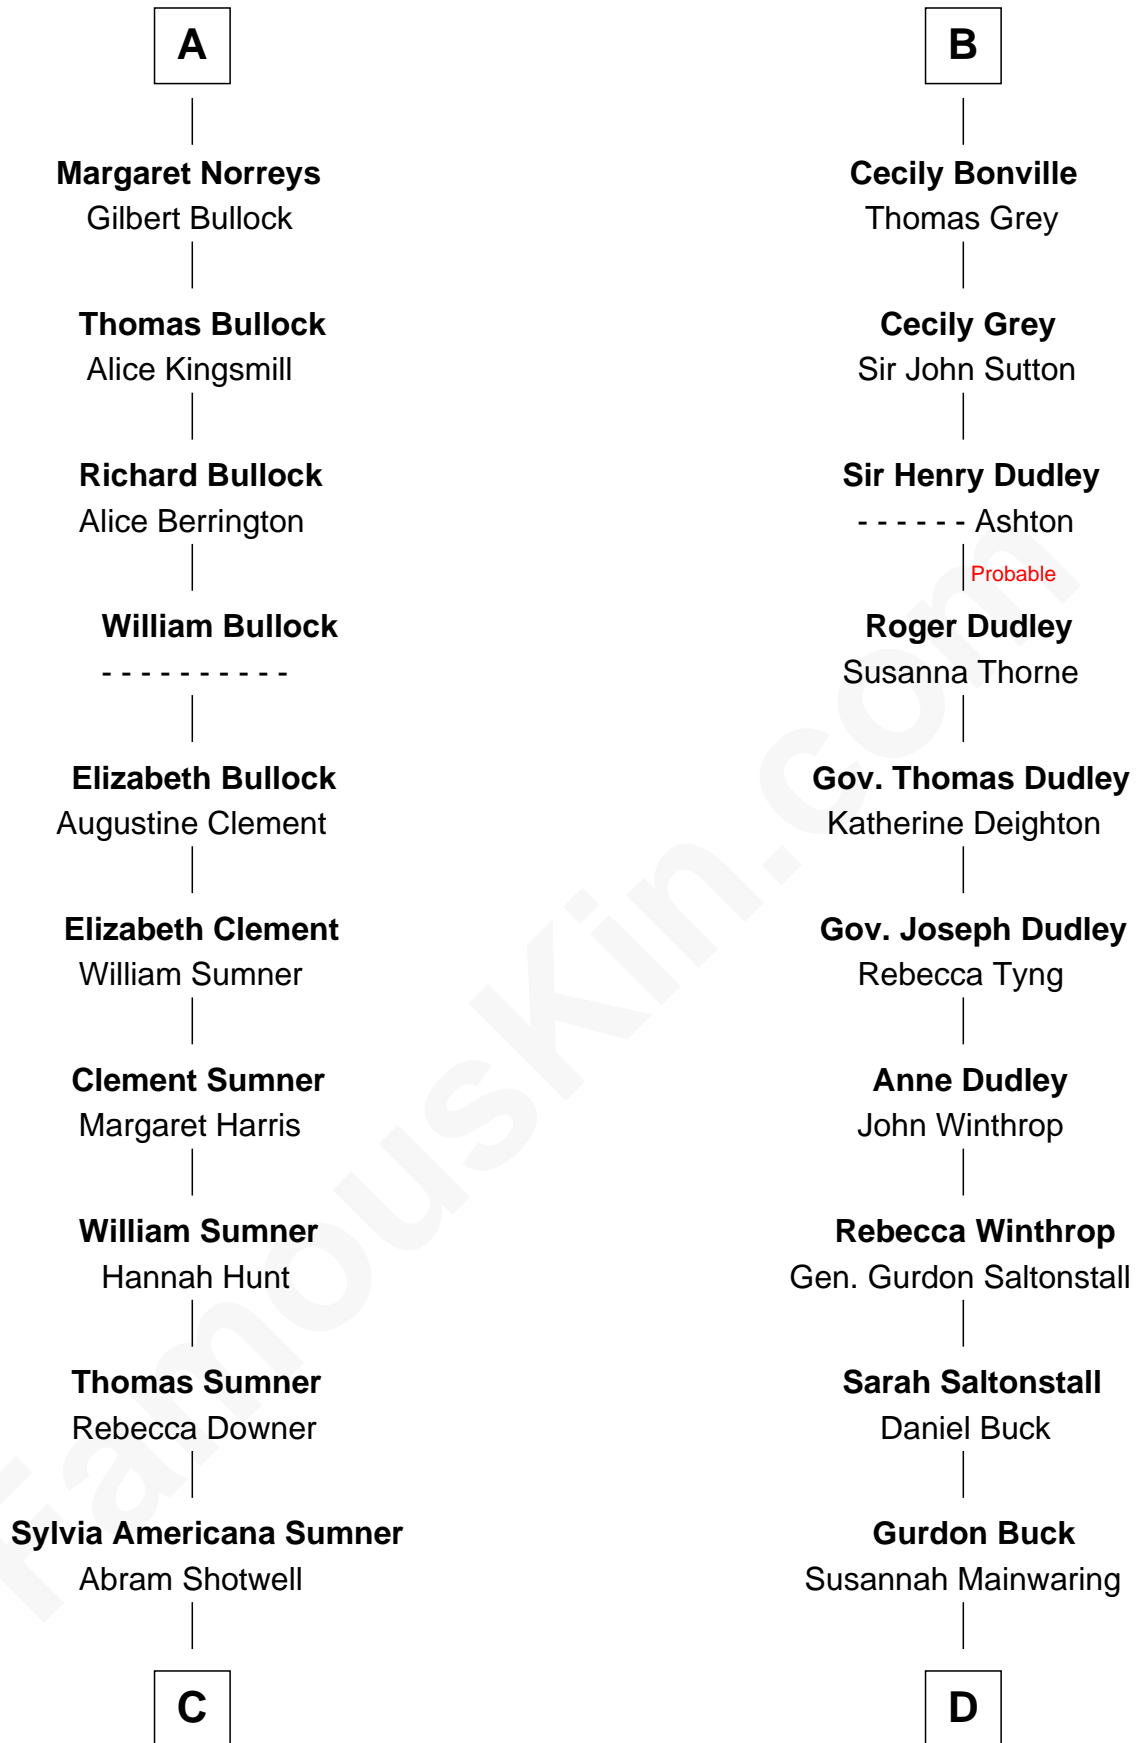 A
Margaret Norreys
Gilbert Bullock
Thomas Bullock
Alice Kingsmill
Richard Bullock
Alice Berrington
William Bullock
- - - - - - - - - -
Elizabeth Bullock
Augustine Clement
Elizabeth Clement
William Sumner
Clement Sumner
Margaret Harris
William Sumner
Hannah Hunt
Thomas Sumner
Rebecca Downer
Sylvia Americana Sumner
Abram Shotwell
C
B
Cecily Bonville
Thomas Grey
Cecily Grey
Sir John Sutton
Sir Henry Dudley
- - - - - - Ashton
Probable
Roger Dudley
Susanna Thorne
Gov. Thomas Dudley
Katherine Deighton
Gov. Joseph Dudley
Rebecca Tyng
Anne Dudley
John Winthrop
Rebecca Winthrop
Gen. Gurdon Saltonstall
Sarah Saltonstall
Daniel Buck
Gurdon Buck
Susannah Mainwaring
D
FamousKin.com